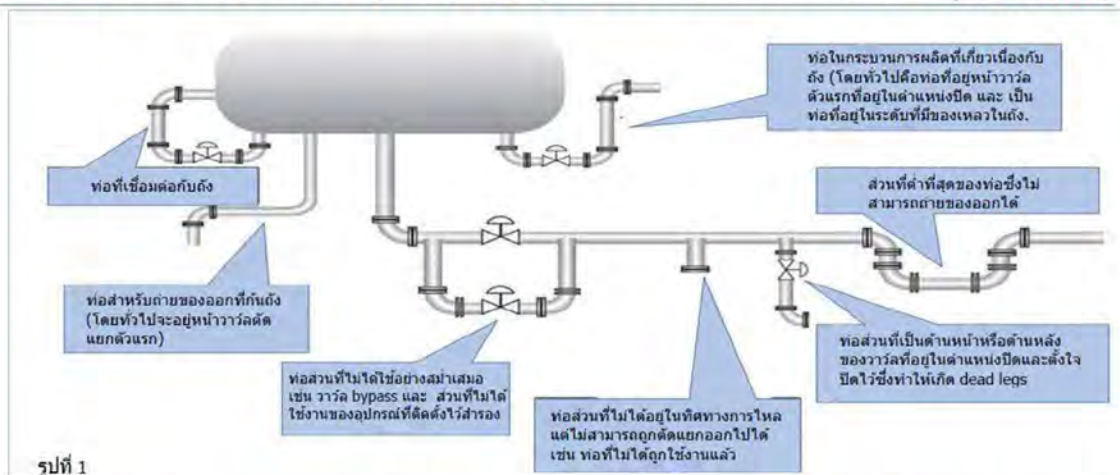 ท่อในกระบวนการผลิตที่เกี่ยวเนื่องกับ
ถัง (โดยทั่วไปคือท่อที่อยู่หน้าวาว์ล
ตัวแรกที่อยู่ในตำแหน่งปิด และ เป็น
ท่อที่อยู่ในระดับที่มีของเหลวในถัง.
ท่อที่เชื่อมต่อกับถัง
ส่วนที่ต่ำที่สุดของท่อซึ่งไม่
สามารถถ่ายของออกได้
ท่อสำหรับถ่ายของออกที่ก้นถัง
(โดยทั่วไปจะอยู่หน้าวาว์ลตัด
แยกตัวแรก)
ท่อส่วนที่ไม่ได้ใช้อย่างสม่ำเสมอ
เช่น วาว์ล bypass และ ส่วนที่ไม่ได้
ใช้งานของอุปกรณ์ที่ติดตั้งไว้สำรอง
ท่อส่วนที่ไม่ได้อยู่ในทิศทางการไหล
แต่ไม่สามารถถูกตัดแยกออกไปได้
เช่น ท่อที่ไม่ได้ถูกใช้งานแล้ว
ท่อส่วนที่เป็นด้านหน้าหรือด้านหลัง
ของวาว์ลที่อยู่ในตำแหน่งปิดและตั้งใจ
ปิดไว้ซึ่งทำให้เกิด dead legs
รูปที่ 1